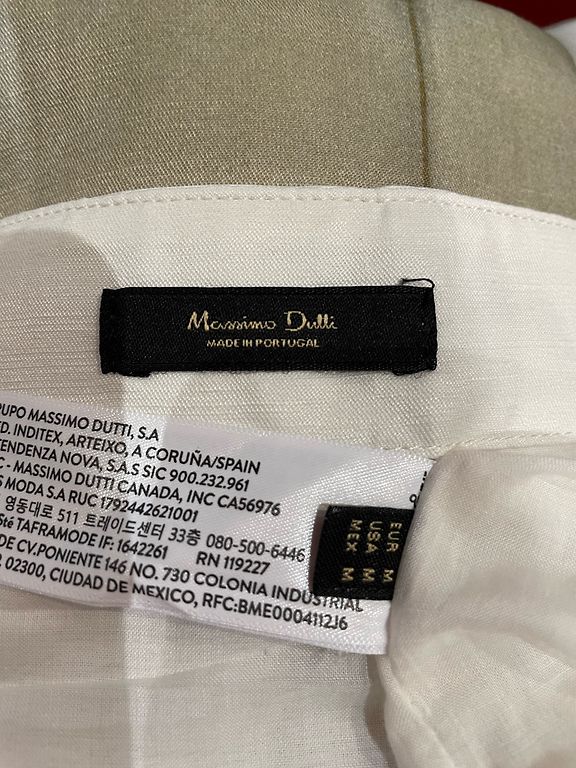 Massimo Dutti
MADE IN PORTUGAL
MASSIMO DUTTI, S.A
INDITEX, ARTEIXO, A CORUÑA/SPAIN
NOVA, S.A.S SIC 900.232.961
- MASSIMO DUTTI CANADA, INC CA56976
MODA S.A RUC 1792442621001
영동대로 511 트레이드센터 33층 080-500-6446
TAFRAMODE IF: 1642261 RN 119227
DE CV.PONIENTE 146 NO. 730 COLONIA INDUSTRIAL
02300, CIUDAD DE MEXICO, RFC:BME0004112J6
EUR M
USA M
MEX M